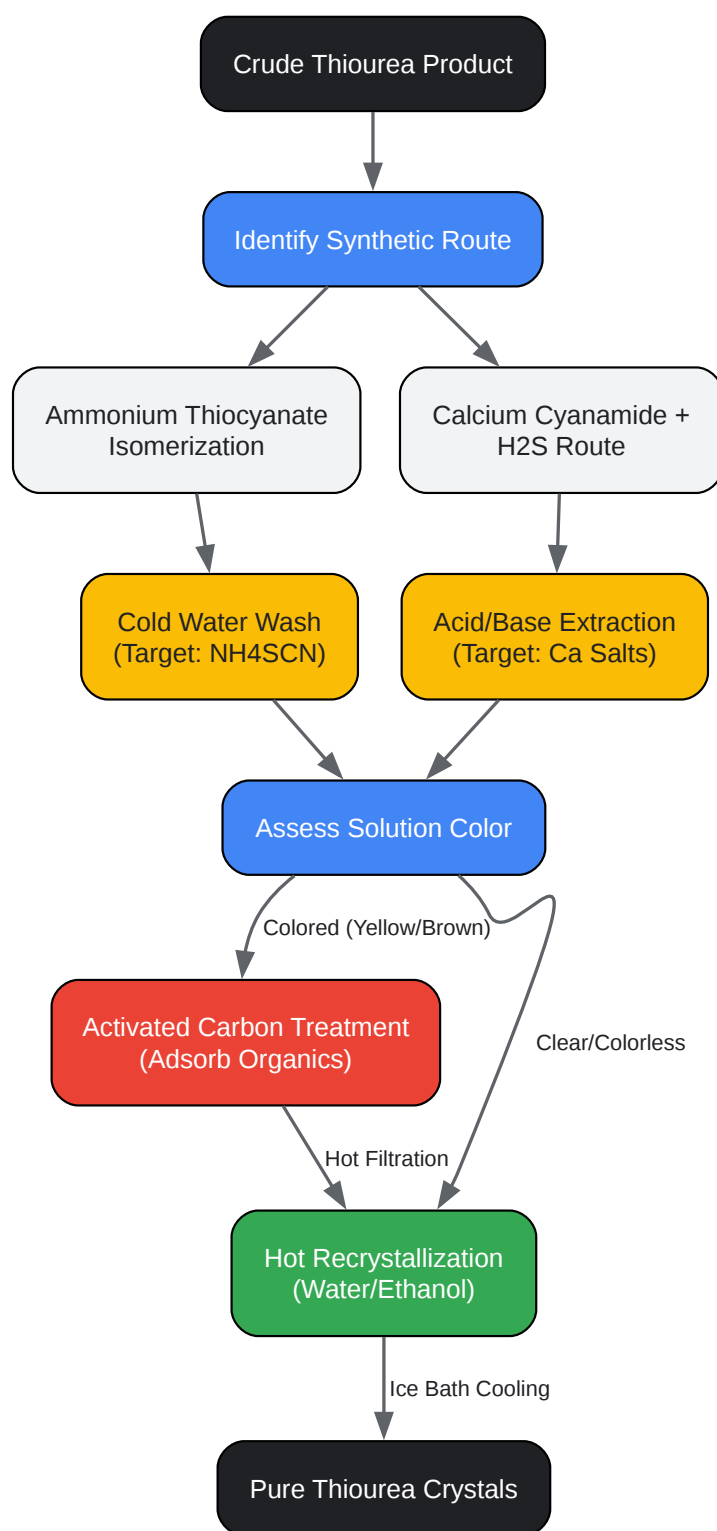 Crude Thiourea Product
Identify Synthetic Route
Ammonium Thiocyanate
Isomerization
Calcium Cyanamide +
H2S Route
Cold Water Wash
(Target: NH4SCN)
Acid/Base Extraction
(Target: Ca Salts)
Assess Solution Color
Colored (Yellow/Brown)
Activated Carbon Treatment
(Adsorb Organics)
Clear/Colorless
Hot Filtration
Hot Recrystallization
(Water/Ethanol)
Ice Bath Cooling
Pure Thiourea Crystals